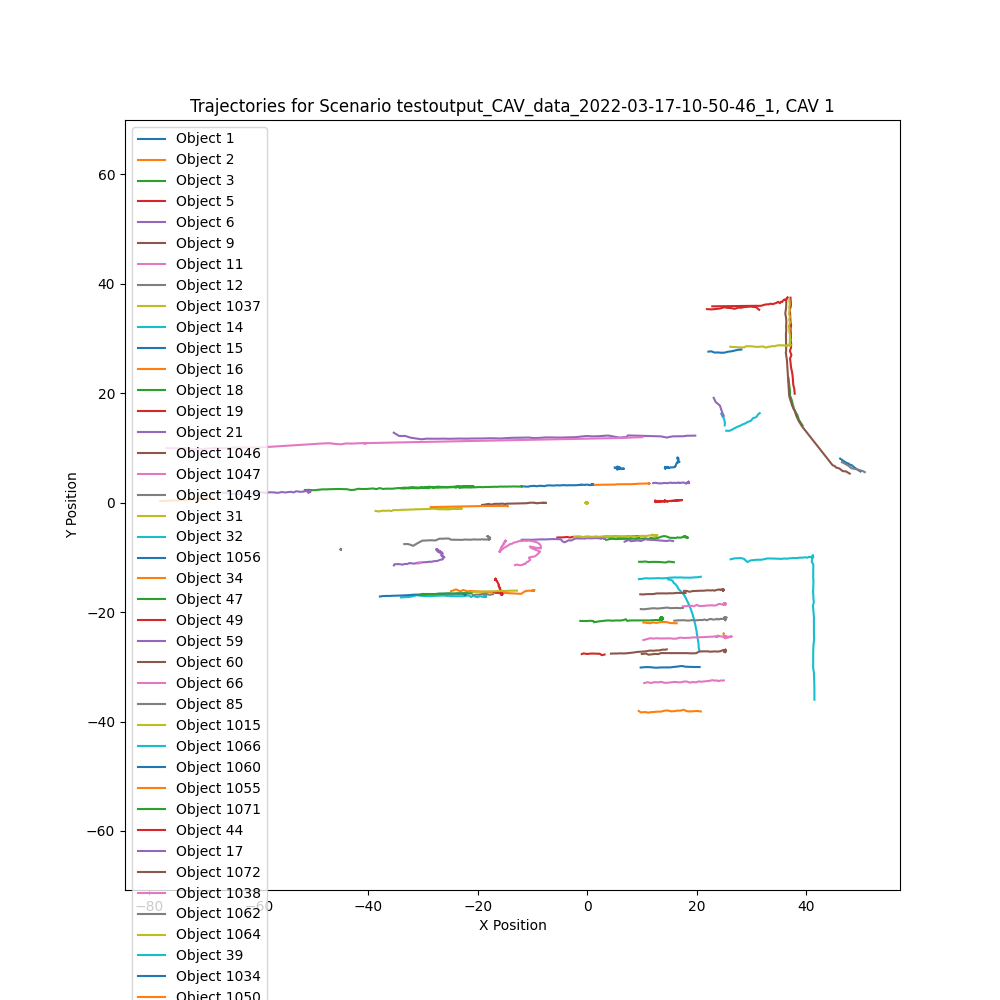 Trajectories for Scenario testoutput_CAV_data_2022-03-17-10-50-46_1, CAV 1
Object 1
Object 2
Object 3
Object 5
Object 6
Object 9
Object 11
Object 12
Object 1037
Object 14
Object 15
Object 16
Object 18
Object 19
Object 21
Object 1046
Object 1047
Object 1049
Object 31
Object 32
Object 1056
Object 34
Object 47
Object 49
Object 59
Object 60
Object 66
Object 85
Object 1015
Object 1066
Object 1060
Object 1055
Object 1071
Object 44
Object 17
Object 1072
Object 1038
Object 1062
Object 1064
Object 39
Object 1034
Object 1050
60
40
20
0
−20
−40
−60
Y Position
−80 −60 −40 −20 0 20 40
X Position